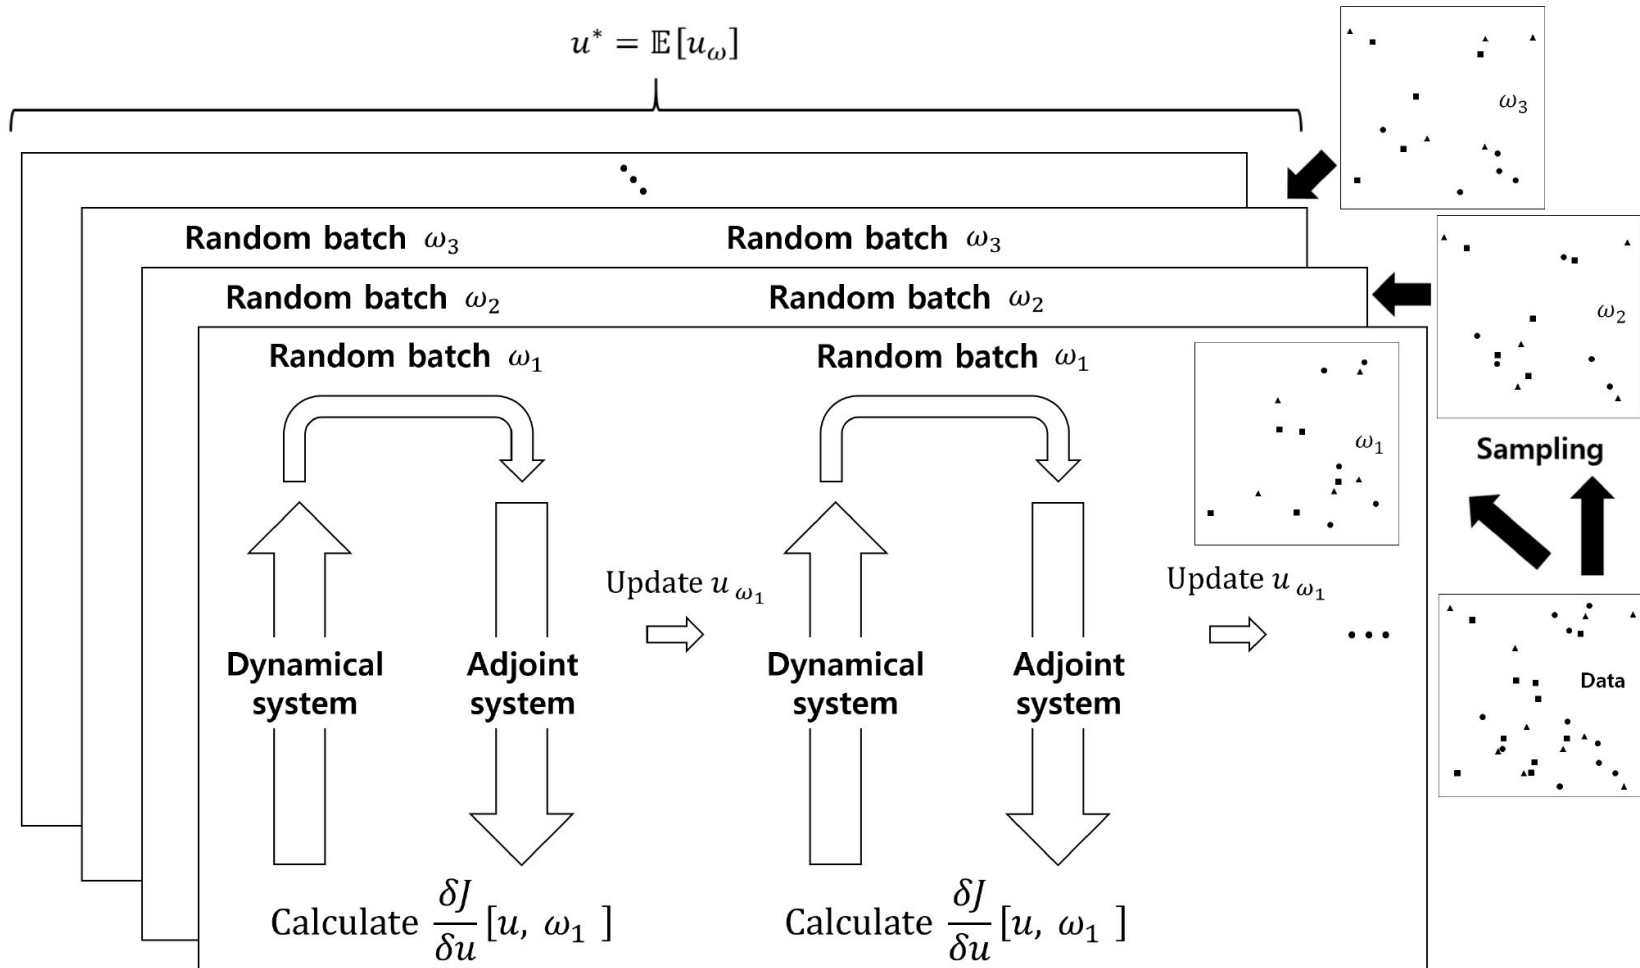 u* = 𝔼[u_ω]
ω₃
Random batch ω₃
Random batch ω₃
Random batch ω₂
Random batch ω₂
ω₂
Random batch ω₁
Random batch ω₁
ω₁
Sampling
Update u_ω₁
Update u_ω₁
Dynamical
system
Adjoint
system
Dynamical
system
Adjoint
system
...
Data
Calculate δJ/δu [u, ω₁ ]
Calculate δJ/δu [u, ω₁ ]